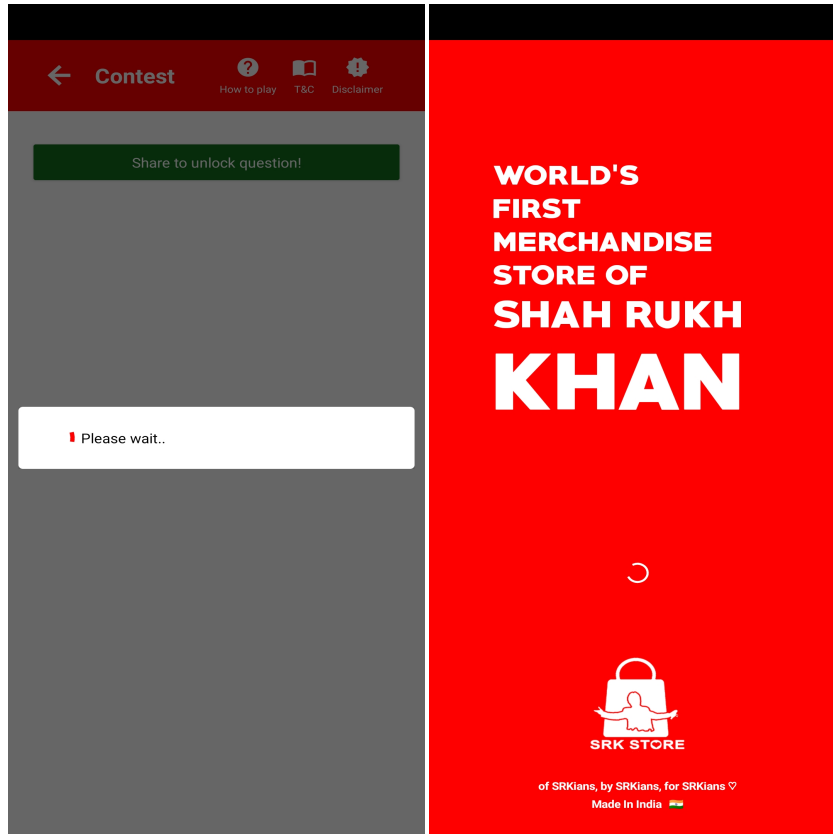 Contest
How to play
T&C
Disclaimer
Share to unlock question!
Please wait..
WORLD'S
FIRST
MERCHANDISE
STORE OF
SHAH RUKH
KHAN
SRK STORE
of SRKians, by SRKians, for SRKians ♡
Made In India 🇮🇳